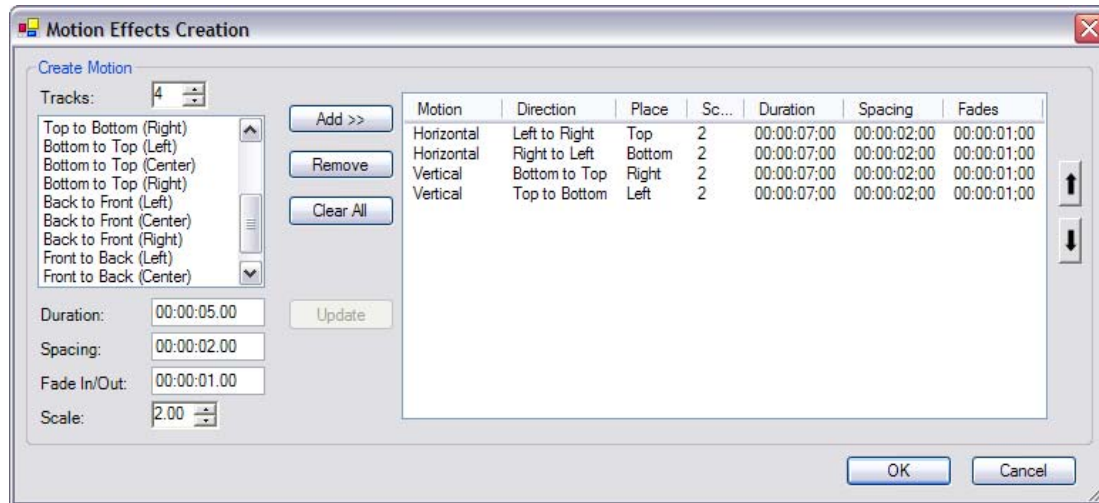 Motion Effects Creation
Create Motion
Tracks: 4
Top to Bottom (Right)
Bottom to Top (Left)
Bottom to Top (Center)
Bottom to Top (Right)
Back to Front (Left)
Back to Front (Center)
Back to Front (Right)
Front to Back (Left)
Front to Back (Center)
Duration: 00:00:05.00
Spacing: 00:00:02.00
Fade In/Out: 00:00:01.00
Scale: 2.00
Add >>
Remove
Clear All
Update
Motion Direction Place Sc... Duration Spacing Fades
Horizontal Left to Right Top 2 00:00:07;00 00:00:02;00 00:00:01;00
Horizontal Right to Left Bottom 2 00:00:07;00 00:00:02;00 00:00:01;00
Vertical Bottom to Top Right 2 00:00:07;00 00:00:02;00 00:00:01;00
Vertical Top to Bottom Left 2 00:00:07;00 00:00:02;00 00:00:01;00
OK Cancel